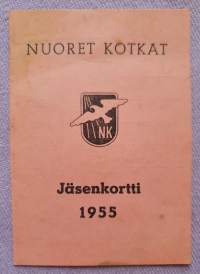 NUORET KOTKAT
NK
Jäsenkortti
1955